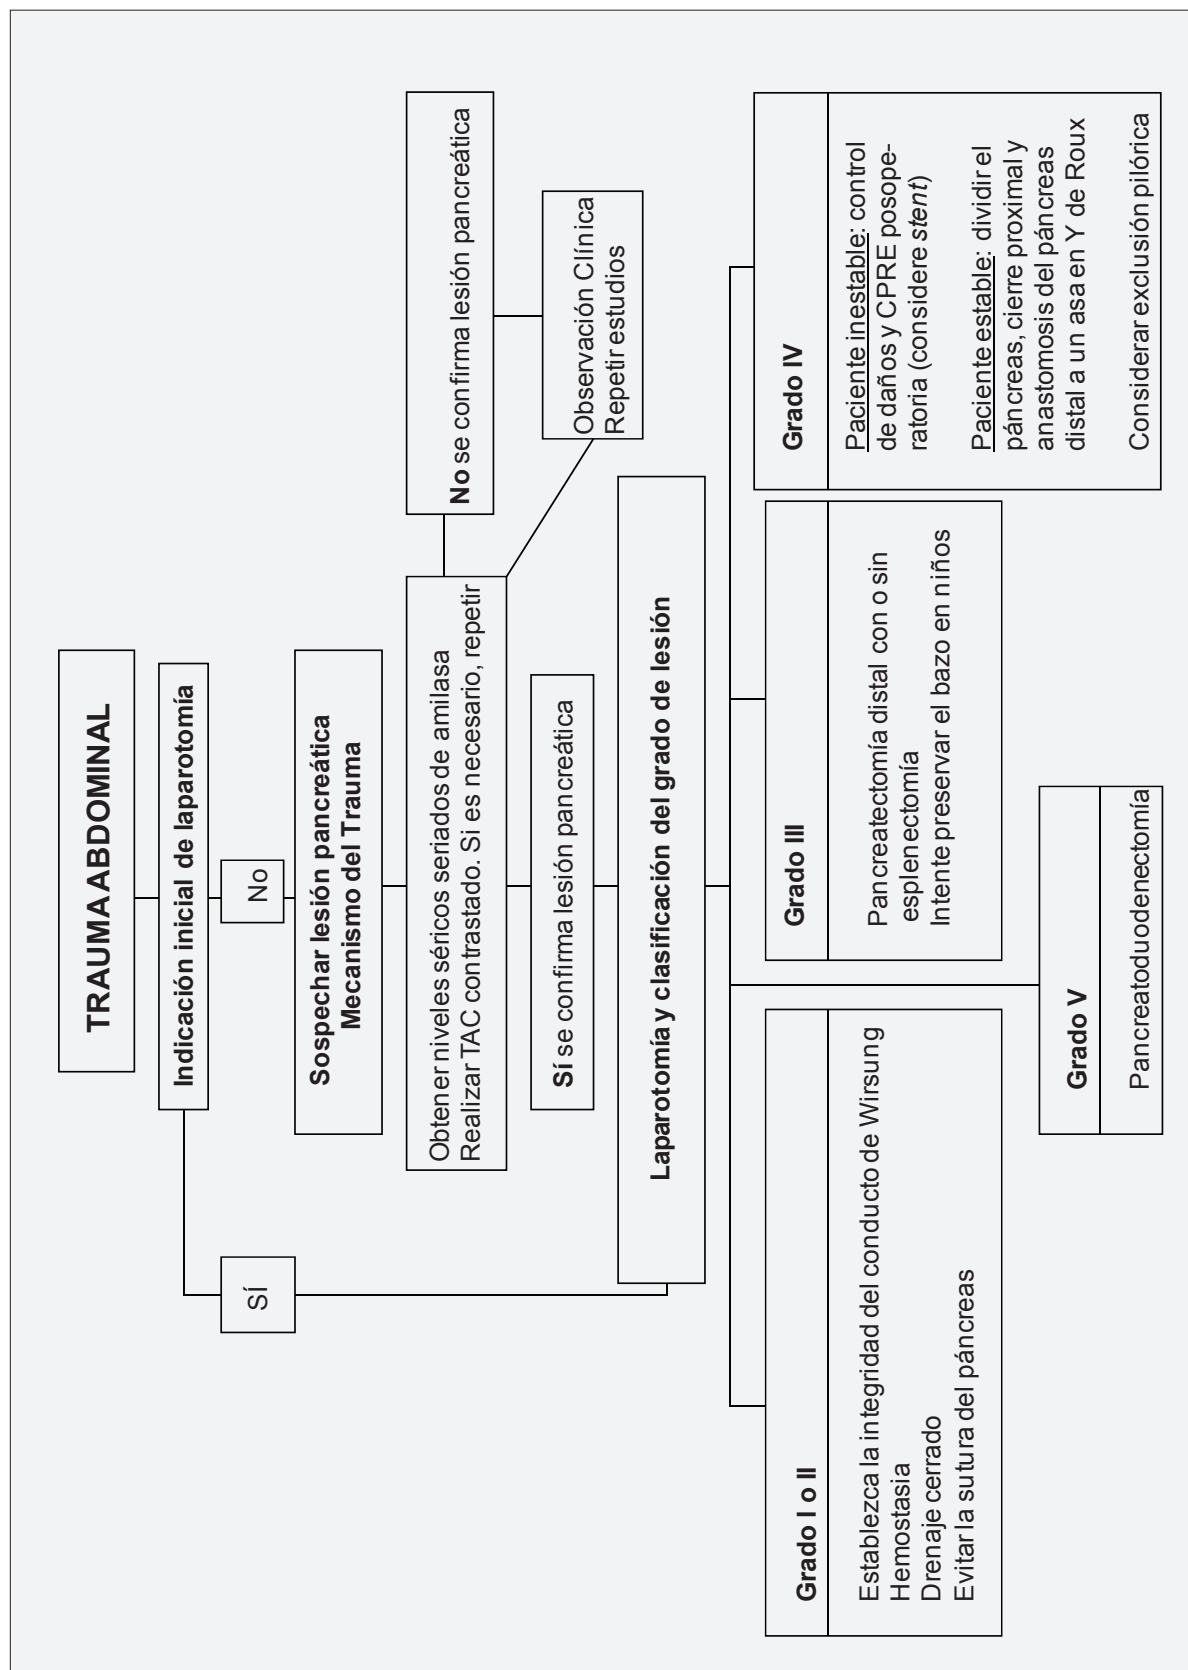 TRAUMA ABDOMINAL
Indicación inicial de laparotomía
SÍ
No
Sospechar lesión pancreática
Mecanismo del Trauma
Obtener niveles séricos seriados de amilasa
Realizar TAC contrastado. Si es necesario, repetir
No se confirma lesión pancreática
Observación Clínica
Repetir estudios
Sí se confirma lesión pancreática
Laparotomía y clasificación del grado de lesión
Grado I o II
Establezca la integridad del conducto de Wirsung
Hemostasia
Drenaje cerrado
Evitar la sutura del páncreas
Grado III
Pancreatectomía distal con o sin
esplenectomía
Intente preservar el bazo en niños
Grado IV
Paciente inestable: control
de daños y CPRE posope-
ratoria (considere stent)
Paciente estable: dividir el
páncreas, cierre proximal y
anastomosis del páncreas
distal a un asa en Y de Roux
Considerar exclusión pilórica
Grado V
Pancreatoduodenectomía